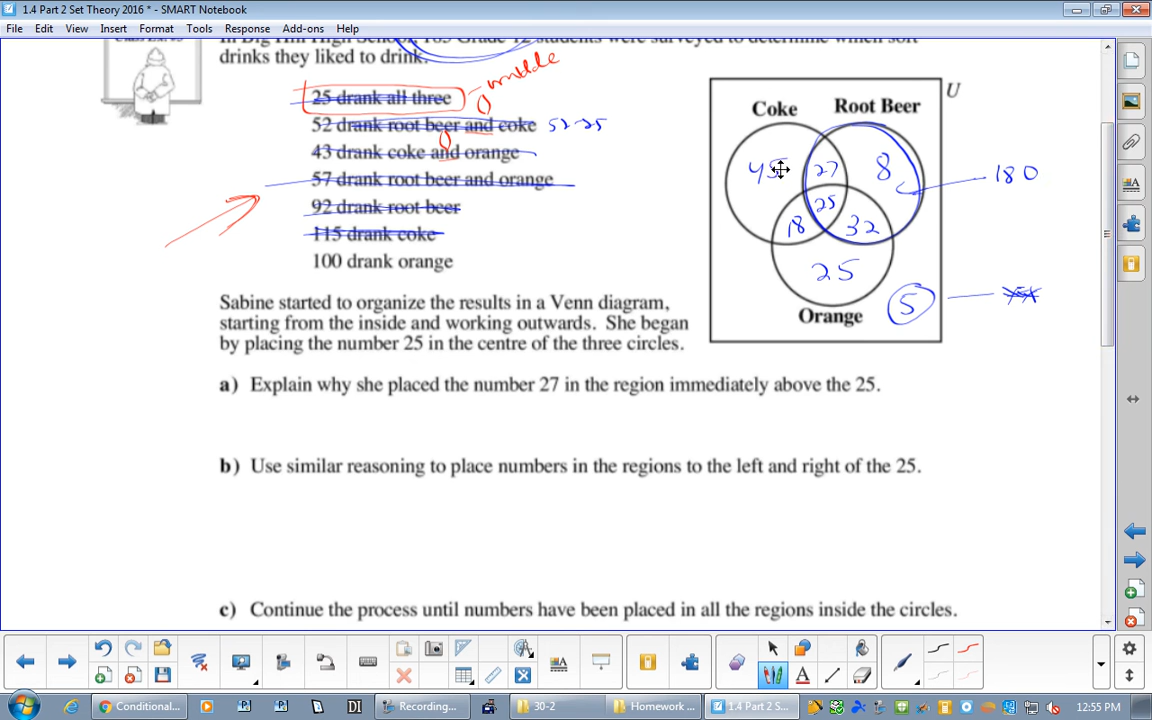 1.4 Part 2 Set Theory 2016 * - SMART Notebook
File Edit View Insert Format Tools Response Add-ons Help
drinks they liked to drink.
middle
25 drank all three
52 drank root beer and coke 52-25
43 drank coke and orange
57 drank root beer and orange
92 drank root beer
115 drank coke
100 drank orange
U
Coke Root Beer
45 27 8 180
25
18 32
25
5
Orange
Sabine started to organize the results in a Venn diagram,
starting from the inside and working outwards. She began
by placing the number 25 in the centre of the three circles.
a) Explain why she placed the number 27 in the region immediately above the 25.
b) Use similar reasoning to place numbers in the regions to the left and right of the 25.
c) Continue the process until numbers have been placed in all the regions inside the circles.
Conditional... Recording... 30-2 Homework ... 1.4 Part 2 S... 12:55 PM